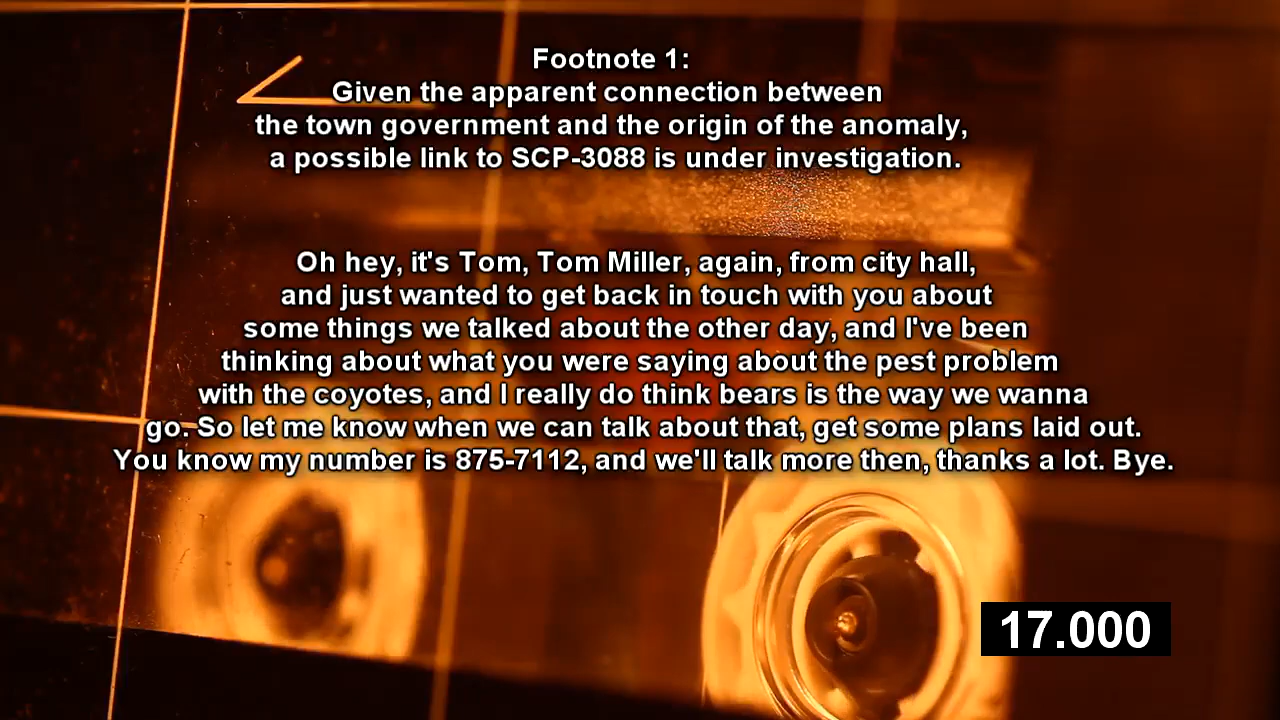 Footnote 1:
Given the apparent connection between
the town government and the origin of the anomaly,
a possible link to SCP-3088 is under investigation.
Oh hey, it's Tom, Tom Miller, again, from city hall,
and just wanted to get back in touch with you about
some things we talked about the other day, and I've been
thinking about what you were saying about the pest problem
with the coyotes, and I really do think bears is the way we wanna
go. So let me know when we can talk about that, get some plans laid out.
You know my number is 875-7112, and we'll talk more then, thanks a lot. Bye.
17.000